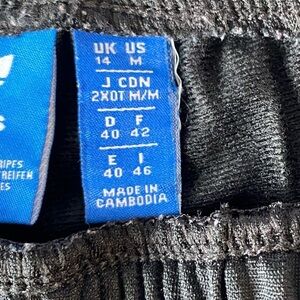 UK US
14 M
J CDN
2XOT M/M
D F
40 42
E I
40 46
MADE IN
CAMBODIA